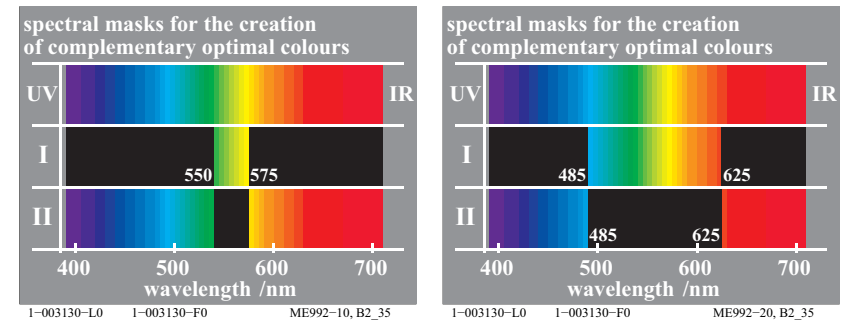 spectral masks for the creation
of complementary optimal colours
UV IR
I 550 575
II
400 500 600 700
wavelength /nm
1−003130−L0 1−003130−F0 ME992−10, B2_35
spectral masks for the creation
of complementary optimal colours
UV IR
I 485 625
II 485 625
400 500 600 700
wavelength /nm
1−003130−L0 1−003130−F0 ME992−20, B2_35